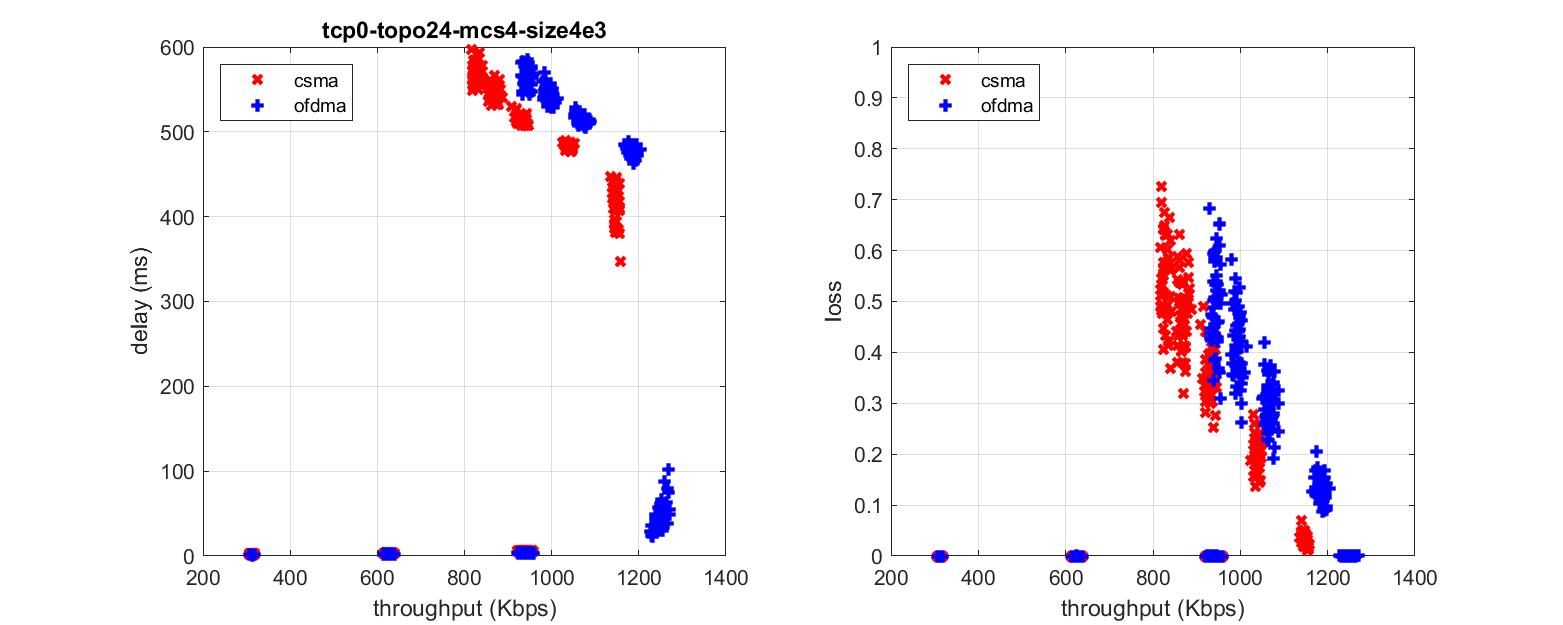 tcp0-topo24-mcs4-size4e3
600
500
400
300
200
100
0
delay (ms)
csma
ofdma
200 400 600 800 1000 1200 1400
throughput (Kbps)
1
0.9
0.8
0.7
0.6
0.5
0.4
0.3
0.2
0.1
0
loss
csma
ofdma
200 400 600 800 1000 1200 1400
throughput (Kbps)